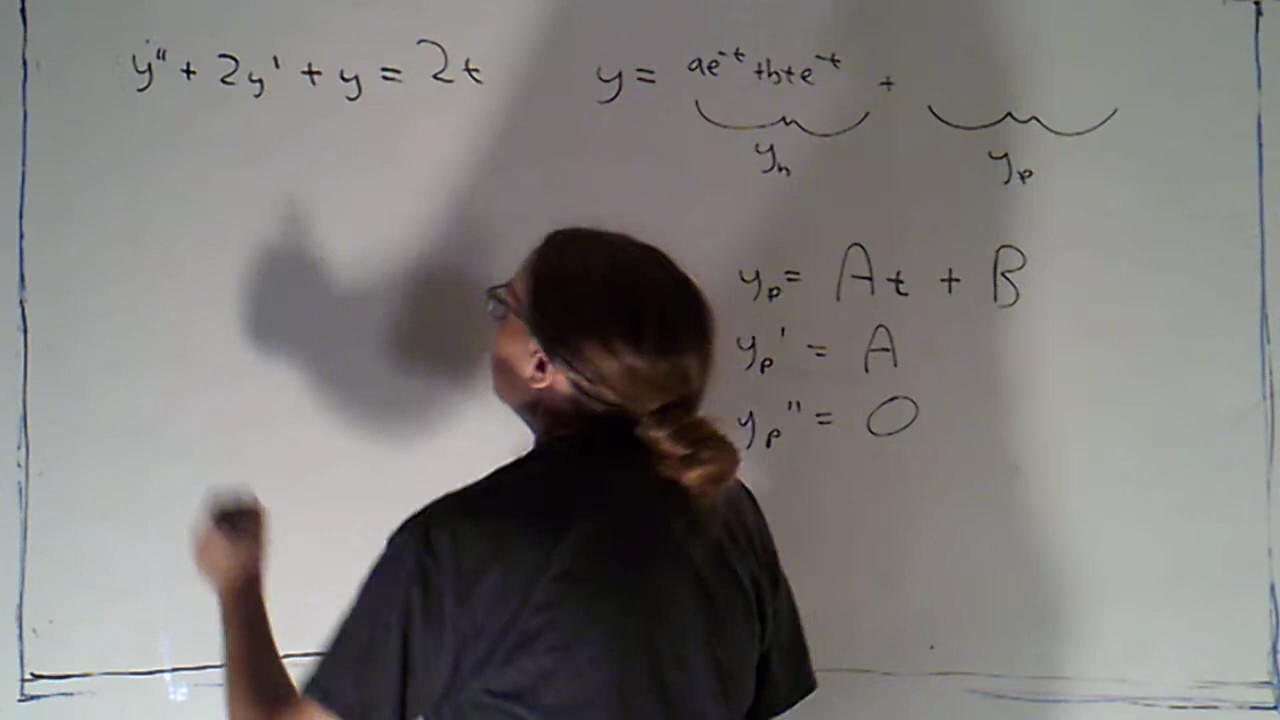 y" + 2y' + y = 2t
y = ae^-t + bte^-t +
y_h
y_p
y_p = At + B
y_p' = A
y_p" = 0